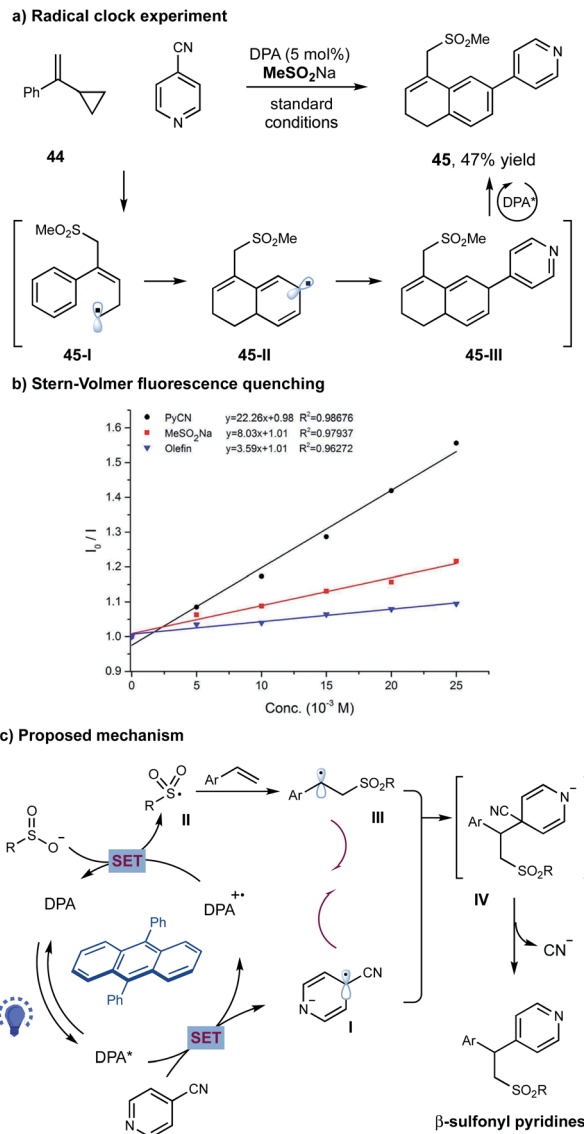 a) Radical clock experiment
CN
Ph
N
44
DPA (5 mol%)
MeSO2Na
standard
conditions
SO2Me
N
45, 47% yield
DPA*
MeO2S
45-I
SO2Me
45-II
SO2Me
N
45-III
b) Stern-Volmer fluorescence quenching
PyCN y=22.26x+0.98 R²=0.98676
MeSO2Na y=8.03x+1.01 R²=0.97937
Olefin y=3.59x+1.01 R²=0.96272
I0 / I
1.6
1.5
1.4
1.3
1.2
1.1
1.0
0.9
0 5 10 15 20 25
Conc. (10⁻³ M)
c) Proposed mechanism
O O
R S•
II
Ar
Ar SO2R
III
O
R S O⁻
SET
DPA
DPA+•
Ph
Ph
DPA*
SET
N
CN
N⁻
CN
I
NC
N⁻
Ar
SO2R
IV
CN⁻
Ar
N
SO2R
β-sulfonyl pyridines